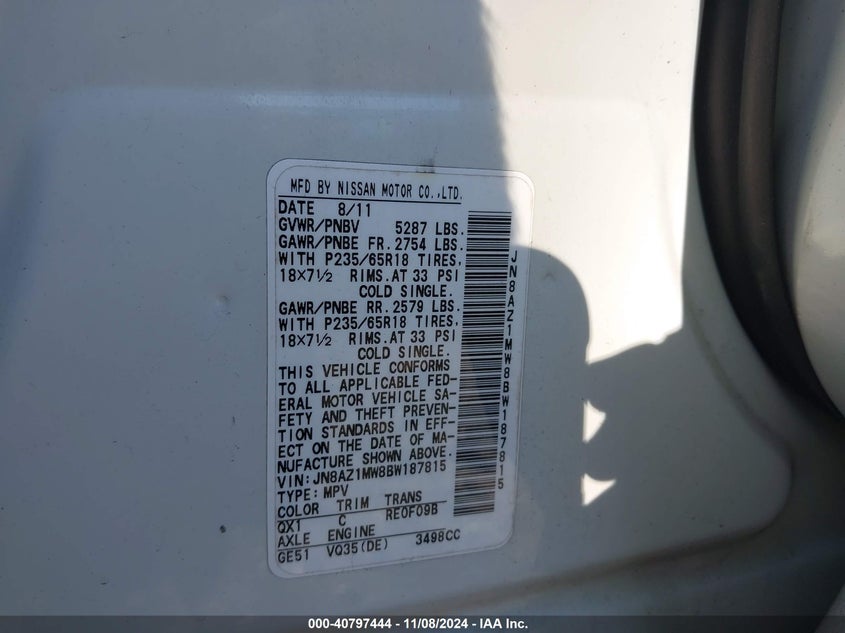 MFD BY NISSAN MOTOR CO.,LTD.
DATE 8/11
GVWR/PNBV 5287 LBS.
GAWR/PNBE FR. 2754 LBS.
WITH P235/65R18 TIRES,
18×7½ RIMS.AT 33 PSI
COLD SINGLE.
GAWR/PNBE RR. 2579 LBS.
WITH P235/65R18 TIRES,
18×7½ RIMS.AT 33 PSI
COLD SINGLE.
THIS VEHICLE CONFORMS
TO ALL APPLICABLE FED-
ERAL MOTOR VEHICLE SA-
FETY AND THEFT PREVEN-
TION STANDARDS IN EFF-
ECT ON THE DATE OF MA-
NUFACTURE SHOWN ABOVE.
VIN:JN8AZ1MW8BW187815
TYPE:MPV
COLOR TRIM TRANS
QX1 C RE0F09B
AXLE ENGINE
GE51 VQ35(DE) 3498CC
JN8AZ1MW8BW187815
000-40797444 - 11/08/2024 - IAA Inc.